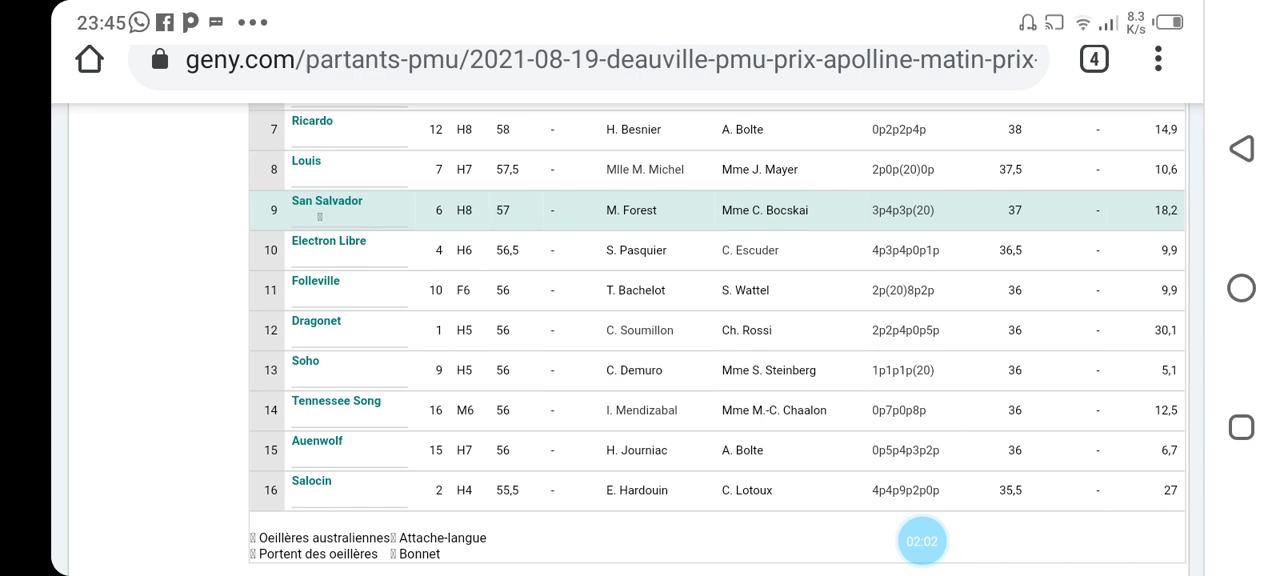 23:45 8.3 K/s
geny.com/partants-pmu/2021-08-19-deauville-pmu-prix-apolline-matin-prix- 4
7 Ricardo 12 H8 58 - H. Besnier A. Bolte 0p2p2p4p 38 - 14,9
8 Louis 7 H7 57,5 - Mlle M. Michel Mme J. Mayer 2p0p(20)0p 37,5 - 10,6
9 San Salvador 6 H8 57 - M. Forest Mme C. Bocskai 3p4p3p(20) 37 - 18,2
10 Electron Libre 4 H6 56,5 - S. Pasquier C. Escuder 4p3p4p0p1p 36,5 - 9,9
11 Folleville 10 F6 56 - T. Bachelot S. Wattel 2p(20)8p2p 36 - 9,9
12 Dragonet 1 H5 56 - C. Soumillon Ch. Rossi 2p2p4p0p5p 36 - 30,1
13 Soho 9 H5 56 - C. Demuro Mme S. Steinberg 1p1p1p(20) 36 - 5,1
14 Tennessee Song 16 M6 56 - I. Mendizabal Mme M.-C. Chaalon 0p7p0p8p 36 - 12,5
15 Auenwolf 15 H7 56 - H. Journiac A. Bolte 0p5p4p3p2p 36 - 6,7
16 Salocin 2 H4 55,5 - E. Hardouin C. Lotoux 4p4p9p2p0p 35,5 - 27
Oeillères australiennes Attache-langue
Portent des oeillères Bonnet
02:02